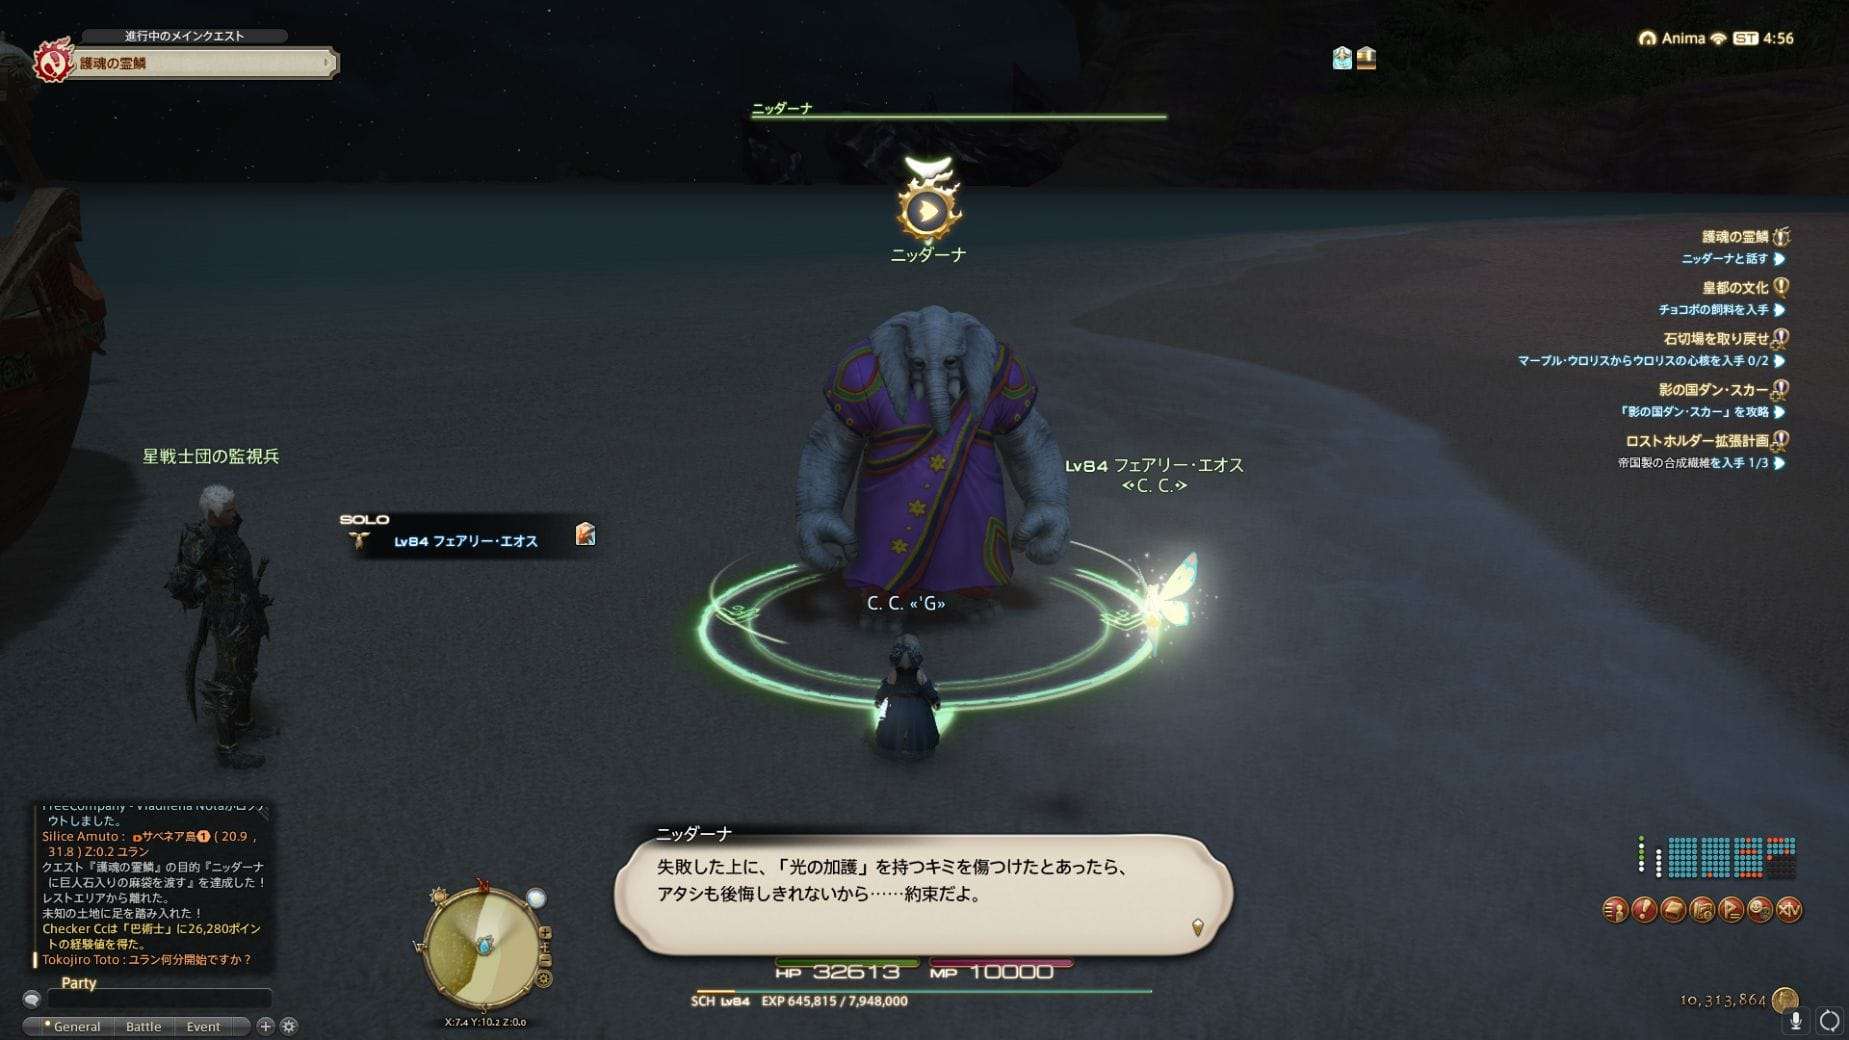 進行中のメインクエスト
護魂の霊鱗
Anima ST 4:56
ニッダーナ
ニッダーナ
護魂の霊鱗
ニッダーナと話す
皇都の文化
チョコボの飼料を入手
石切場を取り戻せ
マーブル・ウロリスからウロリスの心核を入手 0/2
影の国ダン・スカー
「影の国ダン・スカー」を攻略
ロストホルダー拡張計画
帝国製の合成繊維を入手 1/3
星戦士団の監視兵
SOLO
Lv84 フェアリー・エオス
Lv84 フェアリー・エオス
C. C.
C. C. «'G»
ウトしました。
Silice Amuto : サベネア島1 ( 20.9 ,
31.8 ) Z:0.2 ユラン
クエスト『護魂の霊鱗』の目的『ニッダーナ
に巨人石入りの麻袋を渡す』を達成した！
レストエリアから離れた。
未知の土地に足を踏み入れた！
Checker Ccは「巴術士」に26,280ポイン
トの経験値を得た。
Tokojiro Toto : ユラン何分開始ですか？
Party
General Battle Event
N
X:7.4 Y:10.2 Z:0.0
ニッダーナ
失敗した上に、「光の加護」を持つキミを傷つけたとあったら、
アタシも後悔しきれないから……約束だよ。
HP 32613 MP 10000
SCH Lv84 EXP 645,815 / 7,948,000
XIV
10,313,864